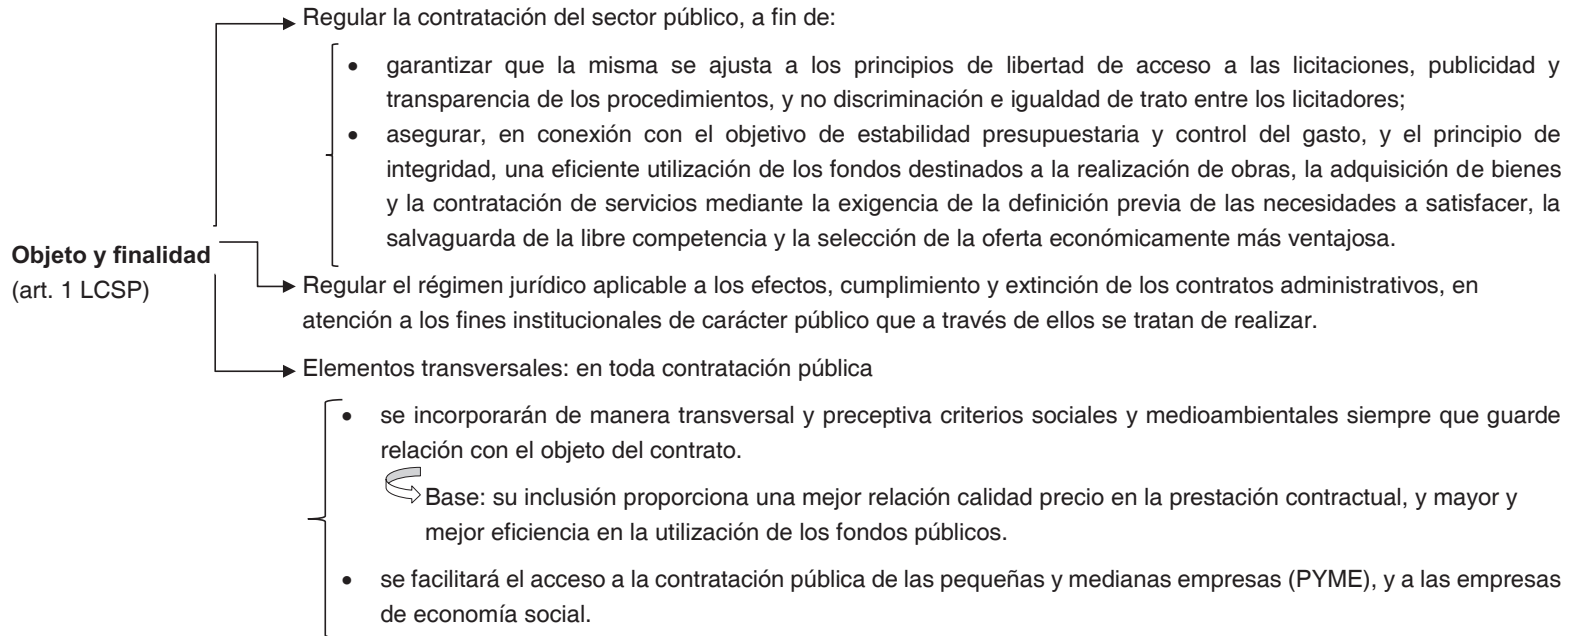 Regular la contratación del sector público, a fin de:
• garantizar que la misma se ajusta a los principios de libertad de acceso a las licitaciones, publicidad y
transparencia de los procedimientos, y no discriminación e igualdad de trato entre los licitadores;
• asegurar, en conexión con el objetivo de estabilidad presupuestaria y control del gasto, y el principio de
integridad, una eficiente utilización de los fondos destinados a la realización de obras, la adquisición de bienes
y la contratación de servicios mediante la exigencia de la definición previa de las necesidades a satisfacer, la
salvaguarda de la libre competencia y la selección de la oferta económicamente más ventajosa.
Objeto y finalidad
(art. 1 LCSP)
Regular el régimen jurídico aplicable a los efectos, cumplimiento y extinción de los contratos administrativos, en
atención a los fines institucionales de carácter público que a través de ellos se tratan de realizar.
Elementos transversales: en toda contratación pública
• se incorporarán de manera transversal y preceptiva criterios sociales y medioambientales siempre que guarde
relación con el objeto del contrato.
Base: su inclusión proporciona una mejor relación calidad precio en la prestación contractual, y mayor y
mejor eficiencia en la utilización de los fondos públicos.
• se facilitará el acceso a la contratación pública de las pequeñas y medianas empresas (PYME), y a las empresas
de economía social.